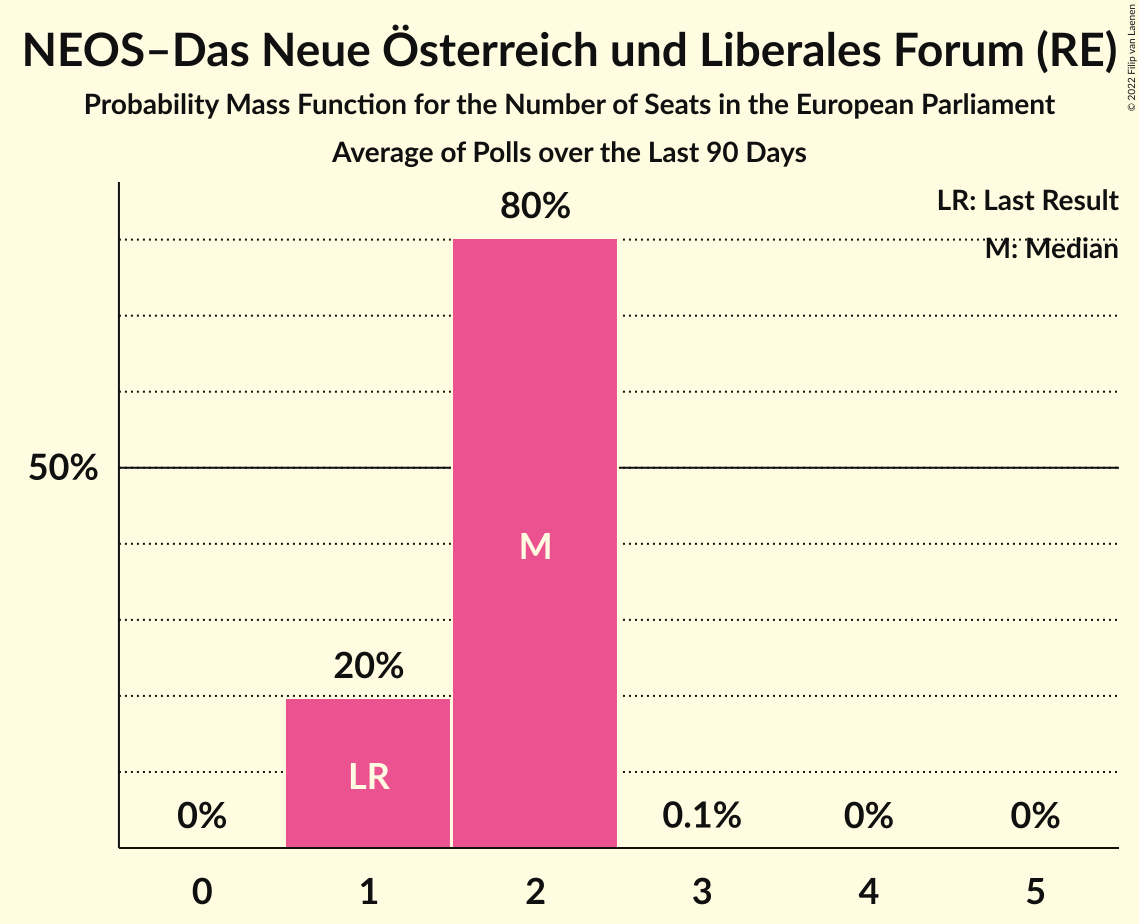 NEOS–Das Neue Österreich und Liberales Forum (RE)
Probability Mass Function for the Number of Seats in the European Parliament
Average of Polls over the Last 90 Days
© 2022 Filip van Laenen
LR: Last Result
M: Median
80%
50%
M
20%
LR
0%
0.1%
0%
0%
0 1 2 3 4 5